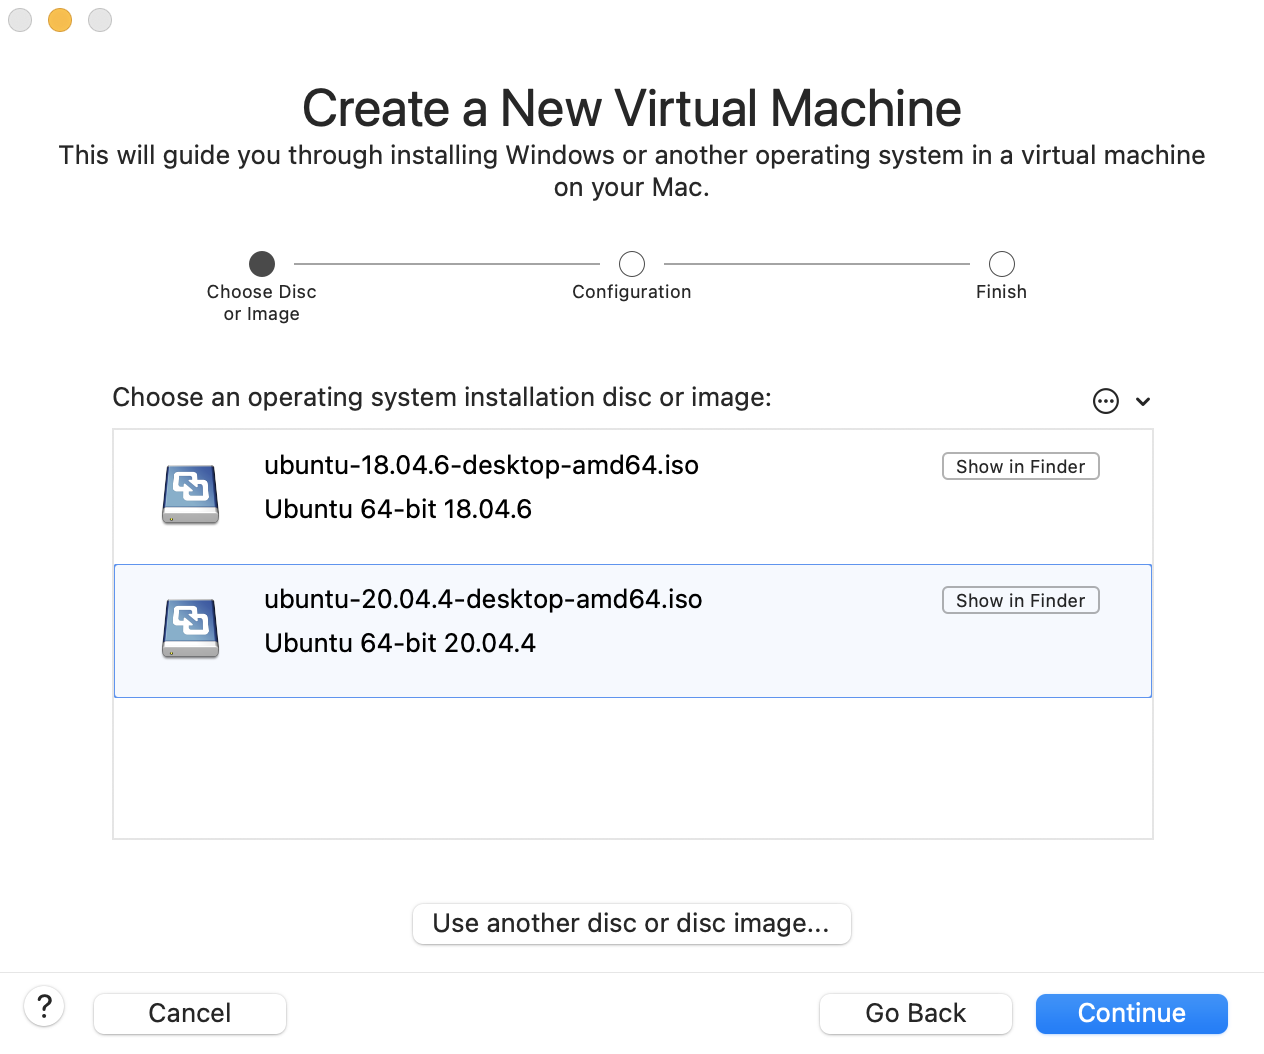 Create a New Virtual Machine
This will guide you through installing Windows or another operating system in a virtual machine
on your Mac.
Choose Disc
or Image
Configuration
Finish
Choose an operating system installation disc or image:
ubuntu-18.04.6-desktop-amd64.iso
Show in Finder
Ubuntu 64-bit 18.04.6
ubuntu-20.04.4-desktop-amd64.iso
Show in Finder
Ubuntu 64-bit 20.04.4
Use another disc or disc image...
?
Cancel
Go Back
Continue